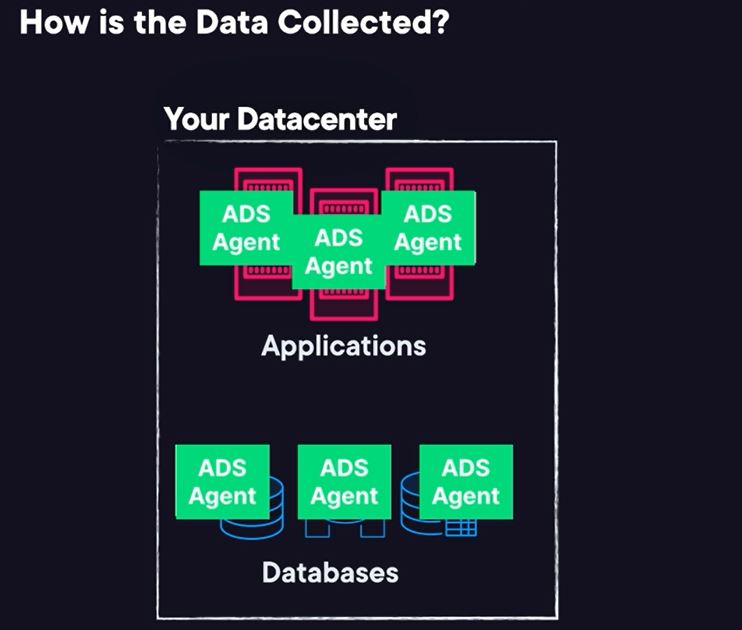 How is the Data Collected?
Your Datacenter
ADS
Agent
ADS
Agent
ADS
Agent
Applications
ADS
Agent
ADS
Agent
ADS
Agent
Databases